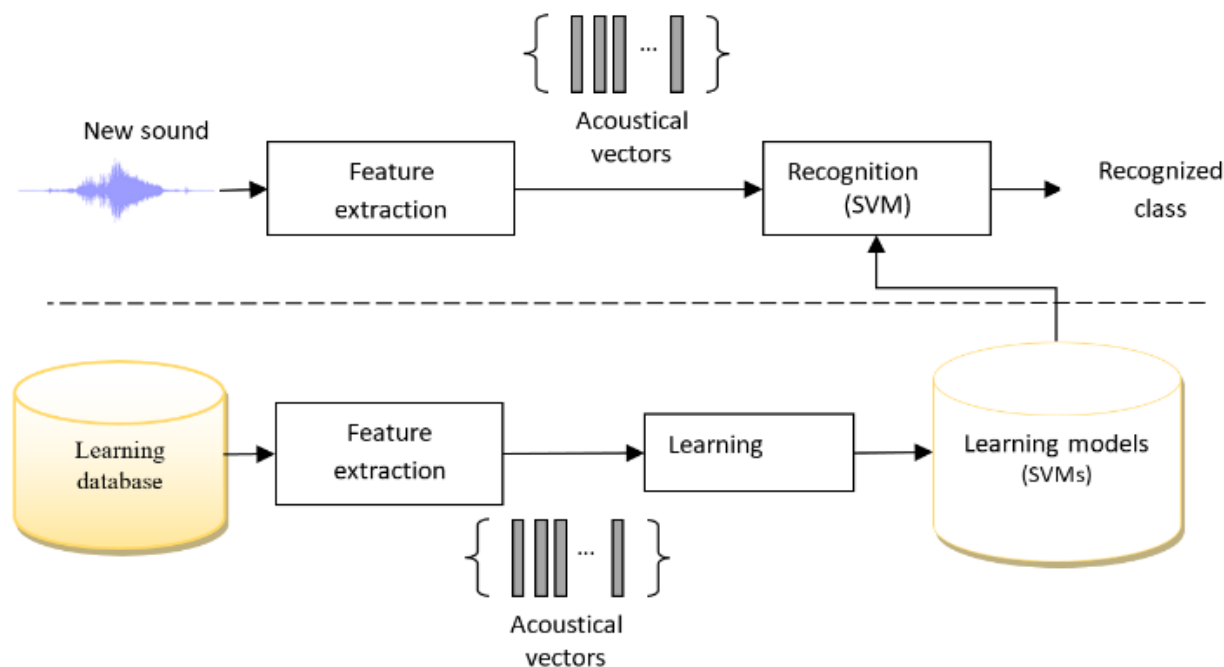 ...
Acoustical
vectors
New sound
Feature
extraction
Recognition
(SVM)
Recognized
class
Learning
database
Feature
extraction
Learning
Learning models
(SVMs)
...
Acoustical
vectors